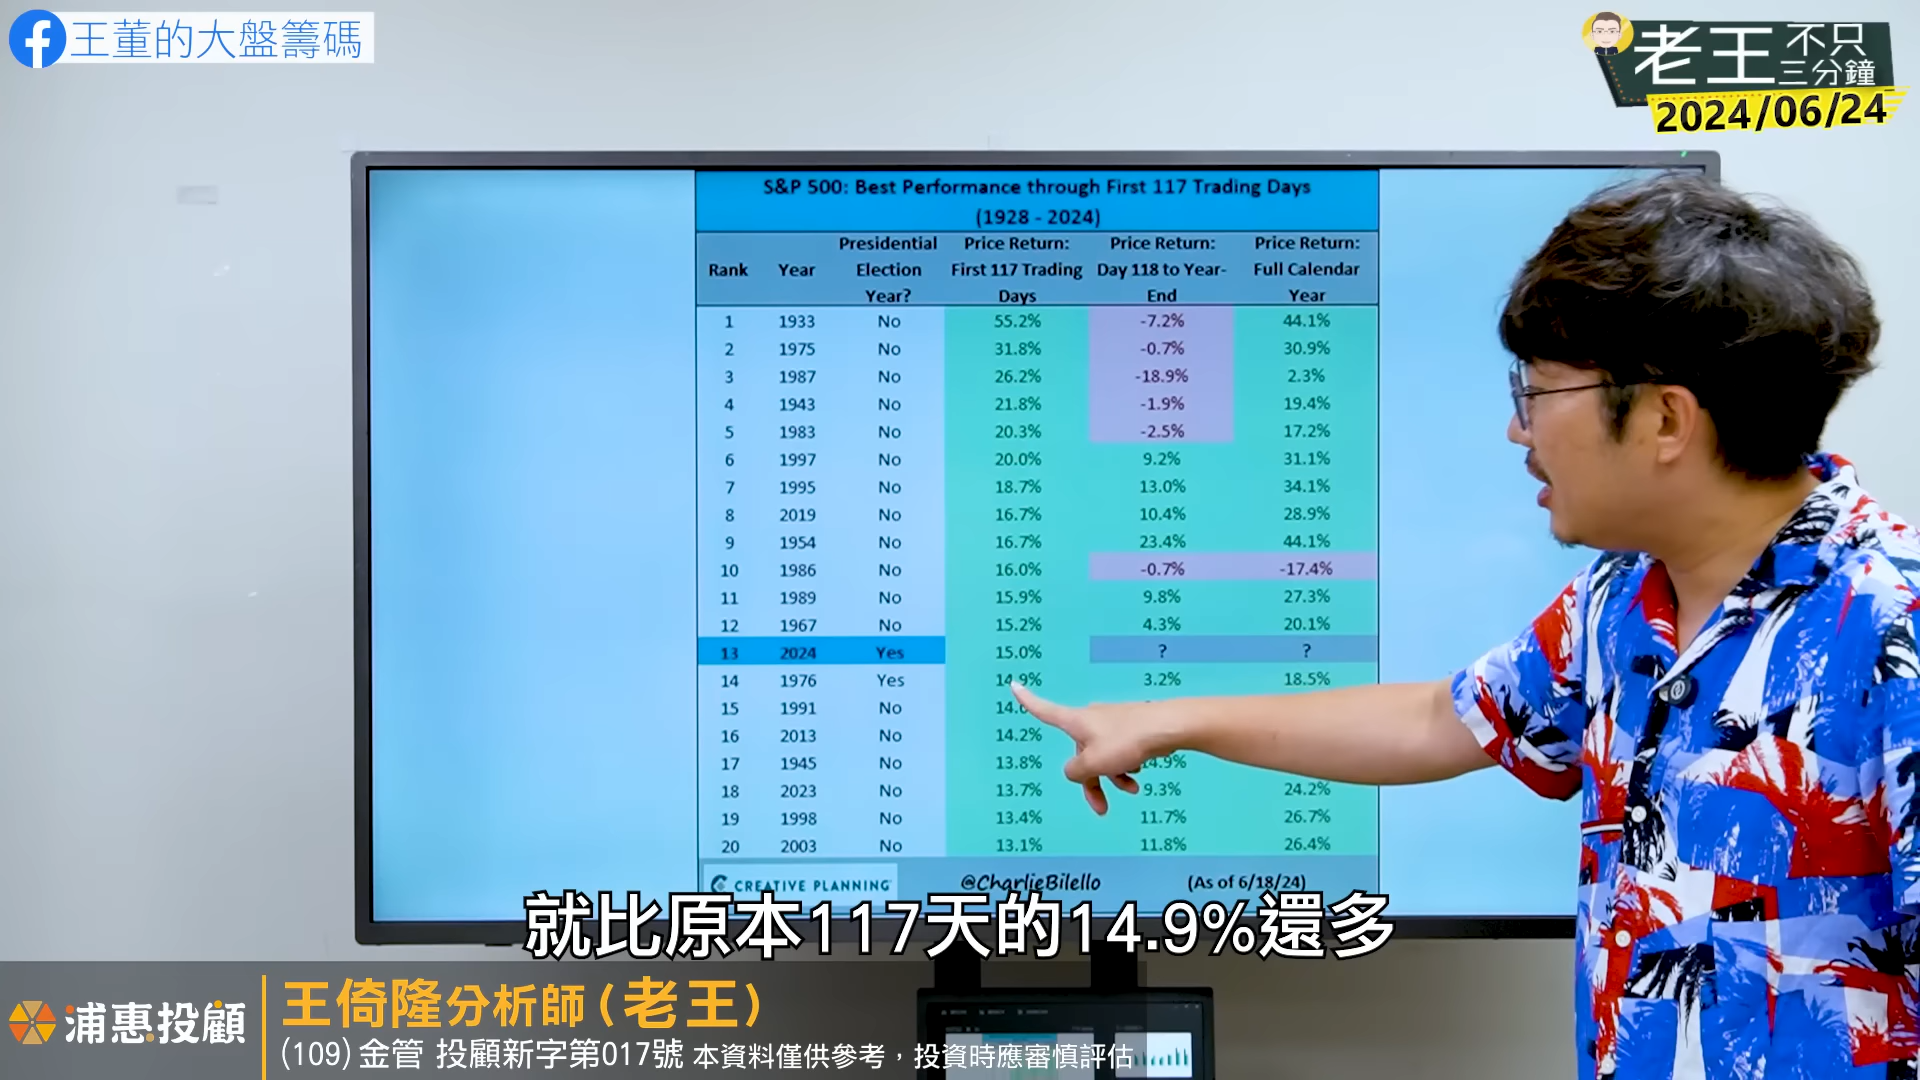 王董的大盤籌碼
老王 不只三分鐘
2024/06/24
S&P 500: Best Performance through First 117 Trading Days
(1928 - 2024)
Rank Year Presidential Election Year? Price Return: First 117 Trading Days Price Return: Day 118 to Year-End Price Return: Full Calendar Year
1 1933 No 55.2% -7.2% 44.1%
2 1975 No 31.8% -0.7% 30.9%
3 1987 No 26.2% -18.9% 2.3%
4 1943 No 21.8% -1.9% 19.4%
5 1983 No 20.3% -2.5% 17.2%
6 1997 No 20.0% 9.2% 31.1%
7 1995 No 18.7% 13.0% 34.1%
8 2019 No 16.7% 10.4% 28.9%
9 1954 No 16.7% 23.4% 44.1%
10 1986 No 16.0% -0.7% -17.4%
11 1989 No 15.9% 9.8% 27.3%
12 1967 No 15.2% 4.3% 20.1%
13 2024 Yes 15.0% ? ?
14 1976 Yes 14.9% 3.2% 18.5%
15 1991 No
16 2013 No 14.2%
17 1945 No 13.8% 14.9%
18 2023 No 13.7% 9.3% 24.2%
19 1998 No 13.4% 11.7% 26.7%
20 2003 No 13.1% 11.8% 26.4%
CREATIVE PLANNING @CharlieBilello (As of 6/18/24)
就比原本117天的14.9%還多
浦惠投顧
王倚隆分析師(老王)
(109)金管 投顧新字第017號 本資料僅供參考，投資時應審慎評估